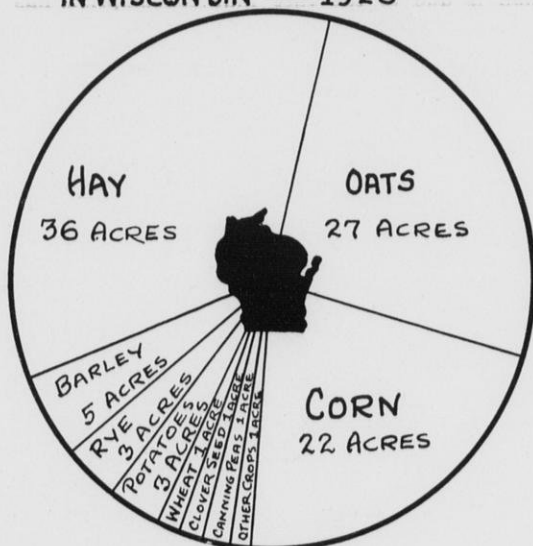 IN WISCONSIN 1926
HAY
36 ACRES
OATS
27 ACRES
CORN
22 ACRES
BARLEY
5 ACRES
RYE
3 ACRES
POTATOES
3 ACRES
WHEAT 1 ACRE
CLOVER SEED 1 ACRE
CANNING PEAS 1 ACRE
OTHER CROPS 1 ACRE